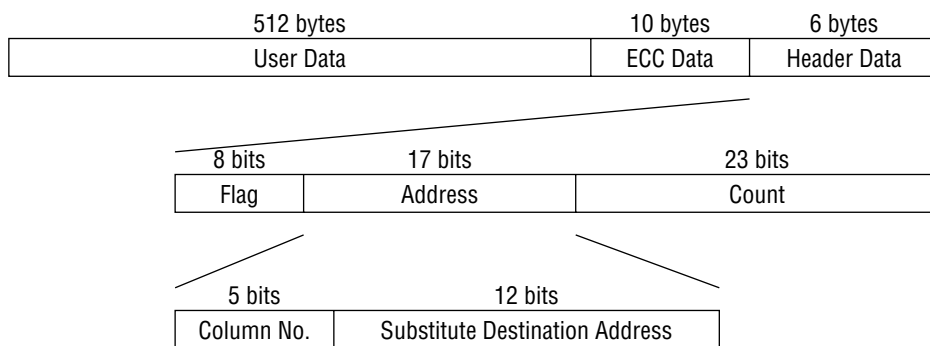 512 bytes 10 bytes 6 bytes
User Data ECC Data Header Data
8 bits 17 bits 23 bits
Flag Address Count
5 bits 12 bits
Column No. Substitute Destination Address